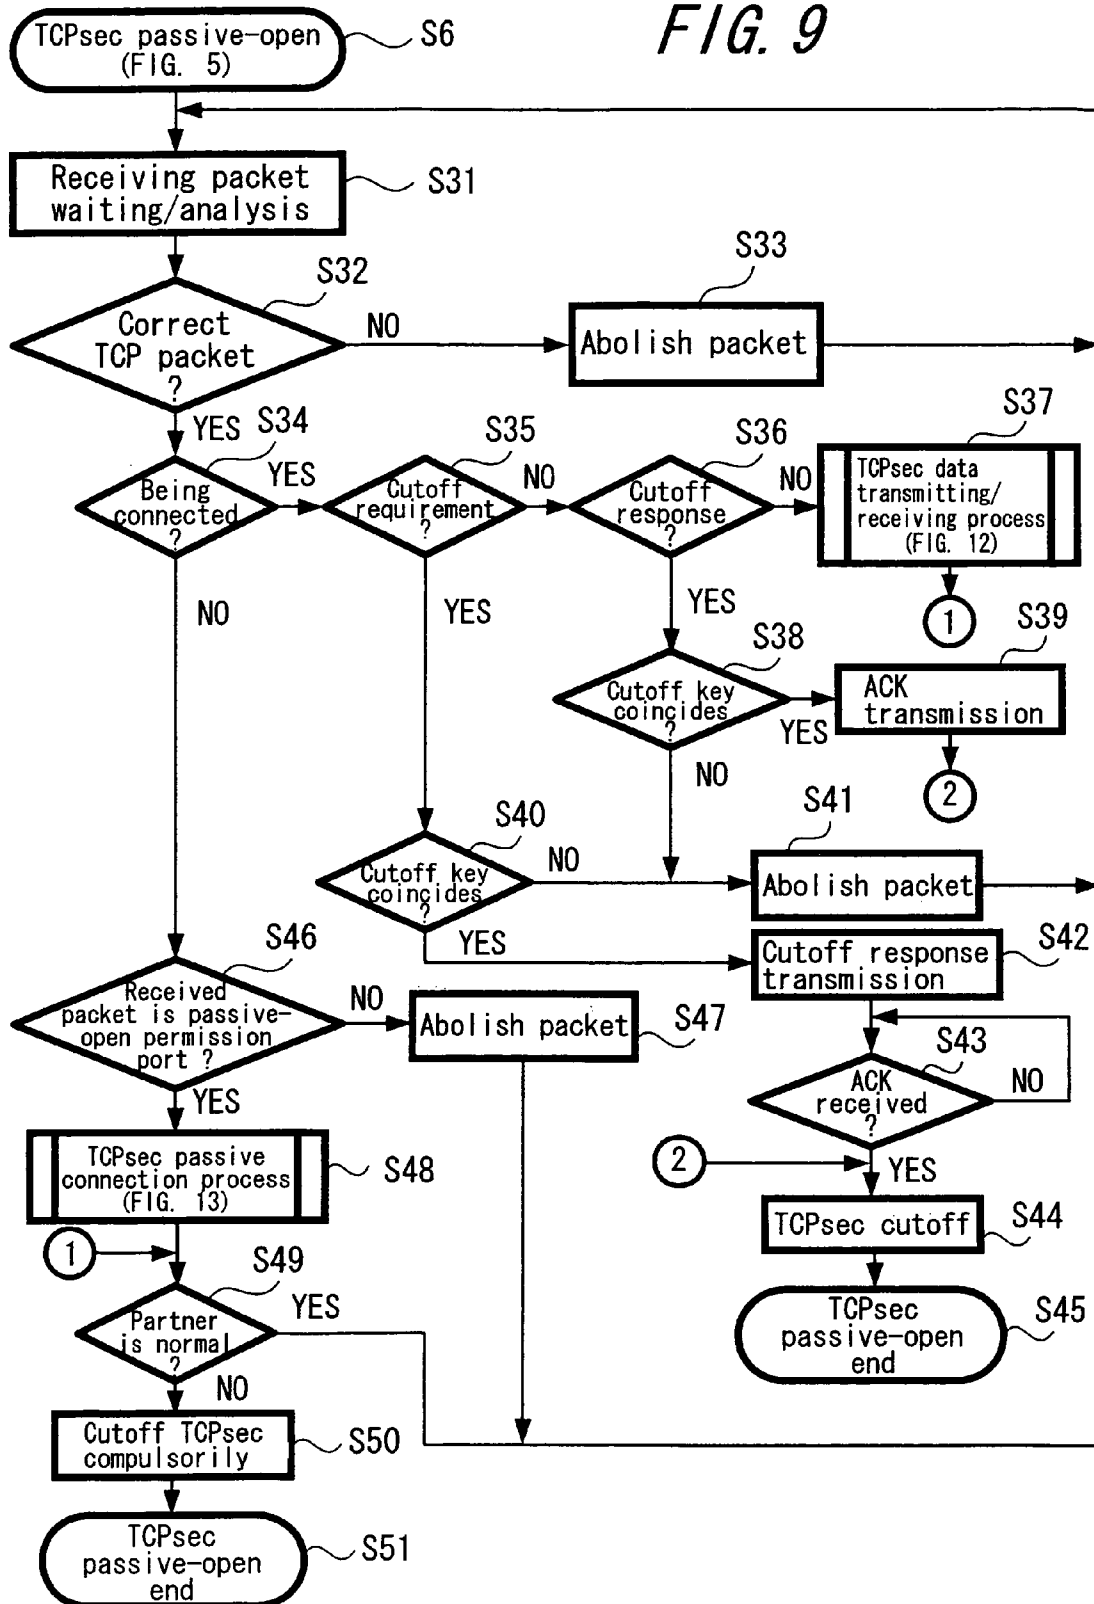 FIG. 9
TCPsec passive-open
(FIG. 5)
S6
Receiving packet
waiting/analysis
S31
S32
Correct
TCP packet
?
NO
S33
Abolish packet
YES
S34
Being
connected
?
YES
S35
Cutoff
requirement
?
NO
S36
Cutoff
response
?
NO
S37
TCPsec data
transmitting/
receiving process
(FIG. 12)
1
NO
YES
YES
S38
Cutoff key
coincides
?
YES
S39
ACK
transmission
2
NO
S40
Cutoff key
coincides
?
NO
S41
Abolish packet
YES
Cutoff response
transmission
S42
S46
Received
packet is passive-
open permission
port ?
NO
Abolish packet
S47
S43
ACK
received
?
NO
YES
YES
TCPsec passive
connection process
(FIG. 13)
S48
2
TCPsec cutoff
S44
1
S49
Partner
is normal
?
YES
TCPsec
passive-open
end
S45
NO
Cutoff TCPsec
compulsorily
S50
TCPsec
passive-open
end
S51